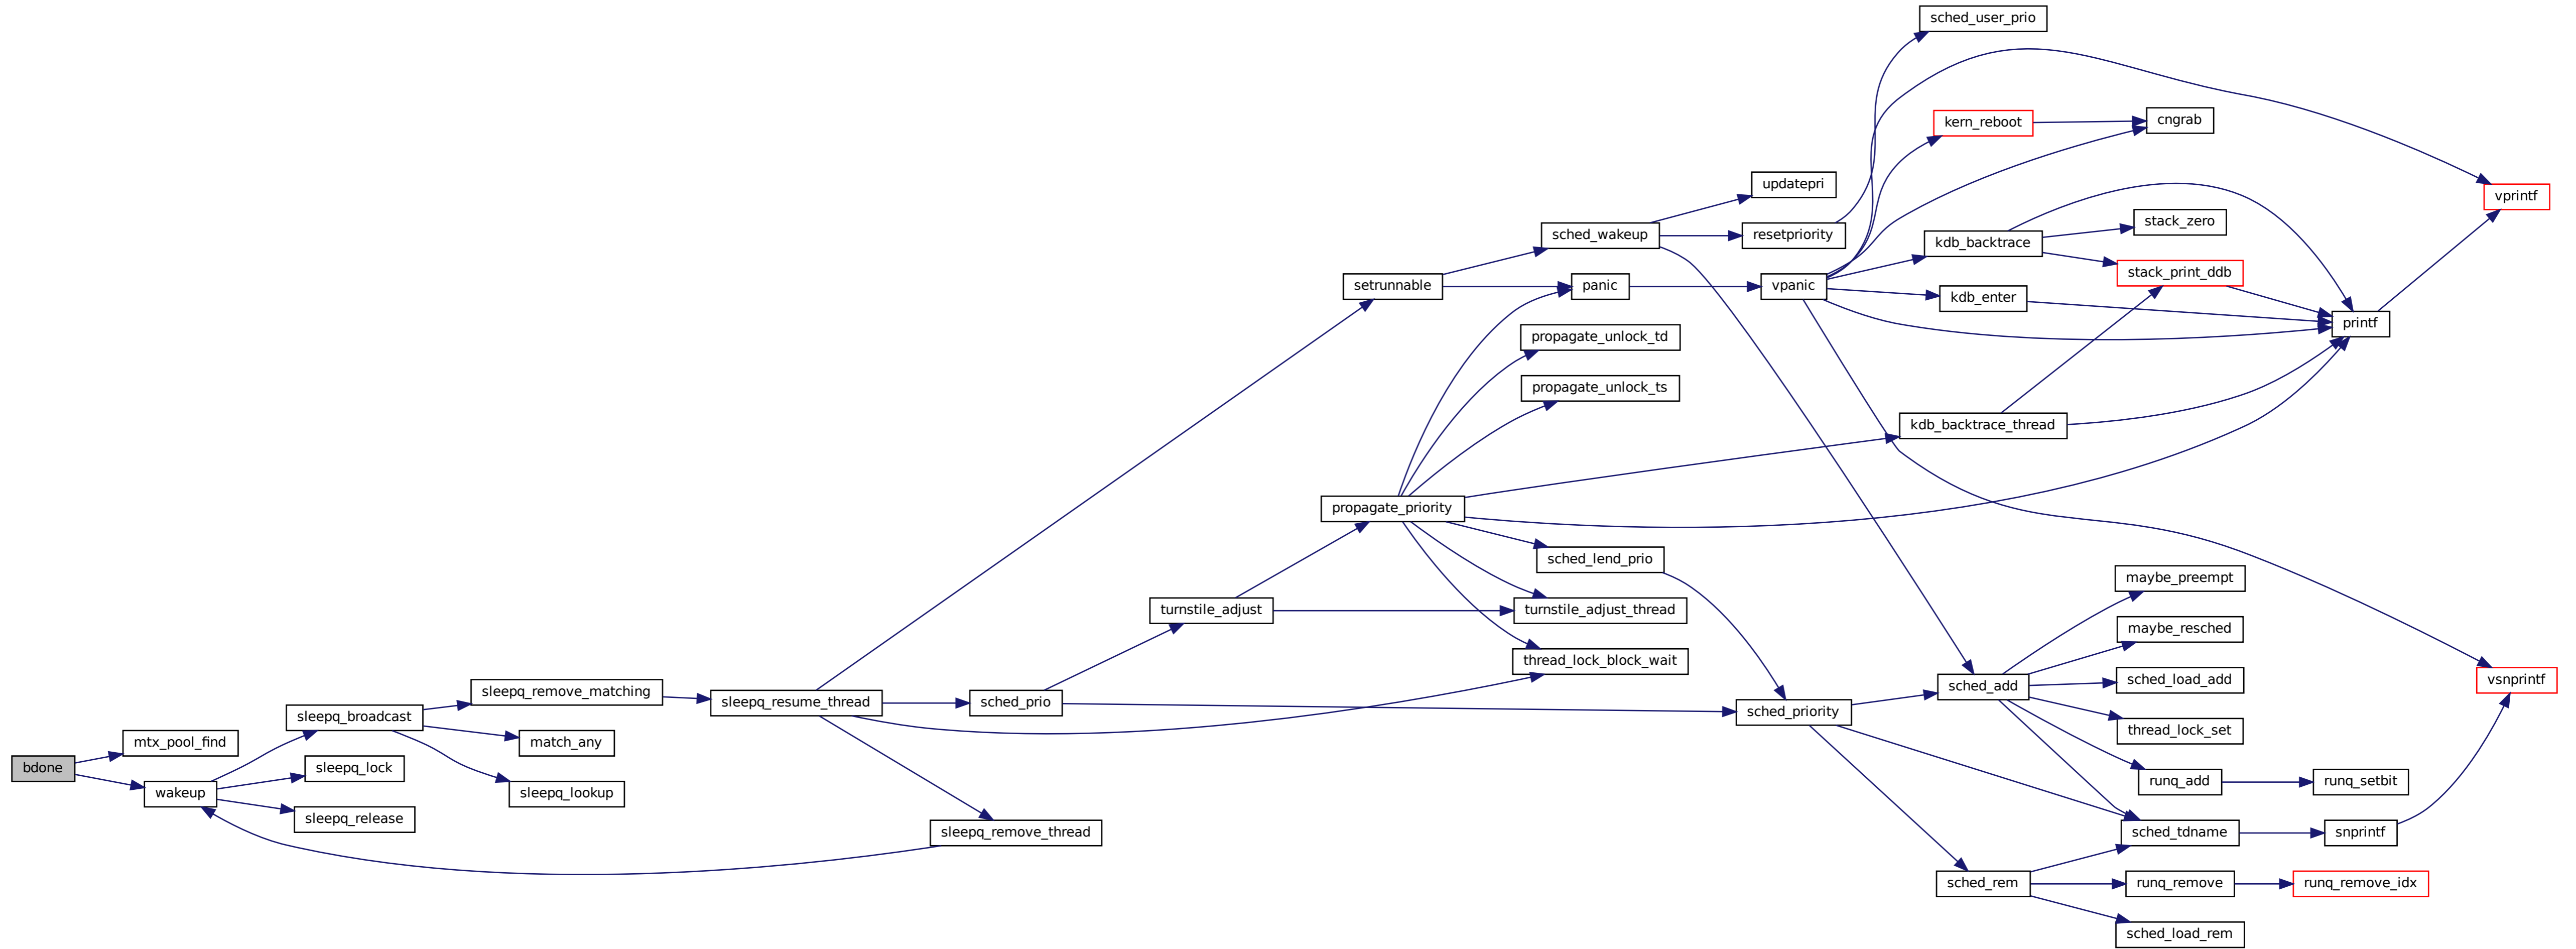 bdone
mtx_pool_find
wakeup
sleepq_broadcast
sleepq_lock
sleepq_release
sleepq_remove_matching
match_any
sleepq_lookup
sleepq_resume_thread
sched_prio
sleepq_remove_thread
turnstile_adjust
setrunnable
propagate_priority
sched_wakeup
panic
propagate_unlock_td
propagate_unlock_ts
sched_lend_prio
turnstile_adjust_thread
thread_lock_block_wait
updatepri
resetpriority
vpanic
sched_priority
sched_user_prio
kern_reboot
kdb_backtrace
kdb_enter
kdb_backtrace_thread
sched_add
sched_rem
cngrab
stack_zero
stack_print_ddb
maybe_preempt
maybe_resched
sched_load_add
thread_lock_set
runq_add
sched_tdname
runq_remove
sched_load_rem
printf
runq_setbit
snprintf
runq_remove_idx
vprintf
vsnprintf